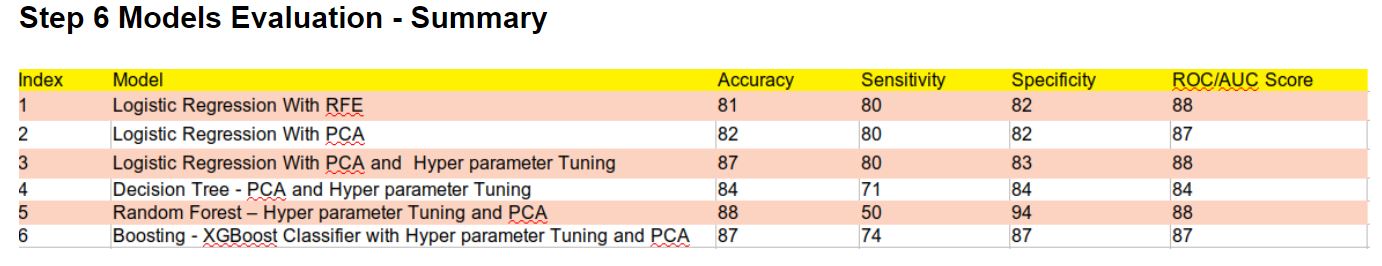 Step 6 Models Evaluation - Summary
Index Model Accuracy Sensitivity Specificity ROC/AUC Score
1 Logistic Regression With RFE 81 80 82 88
2 Logistic Regression With PCA 82 80 82 87
3 Logistic Regression With PCA and  Hyper parameter Tuning 87 80 83 88
4 Decision Tree - PCA and Hyper parameter Tuning 84 71 84 84
5 Random Forest – Hyper parameter Tuning and PCA 88 50 94 88
6 Boosting - XGBoost Classifier with Hyper parameter Tuning and PCA 87 74 87 87